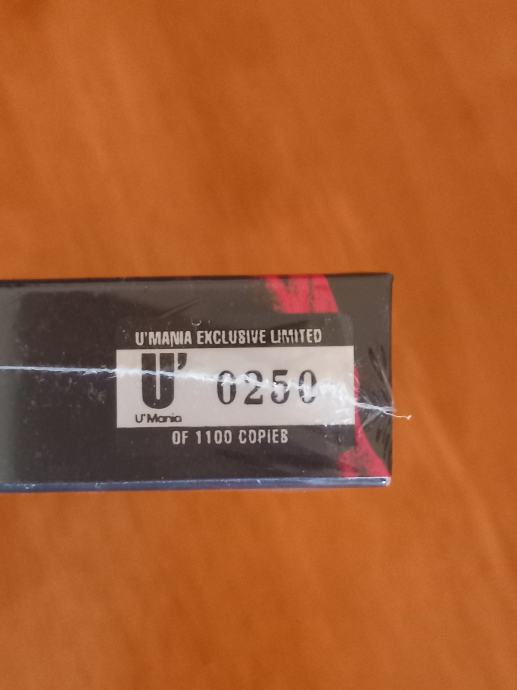 U'MANIA EXCLUSIVE LIMITED
U' 0250
U'Mania
OF 1100 COPIES